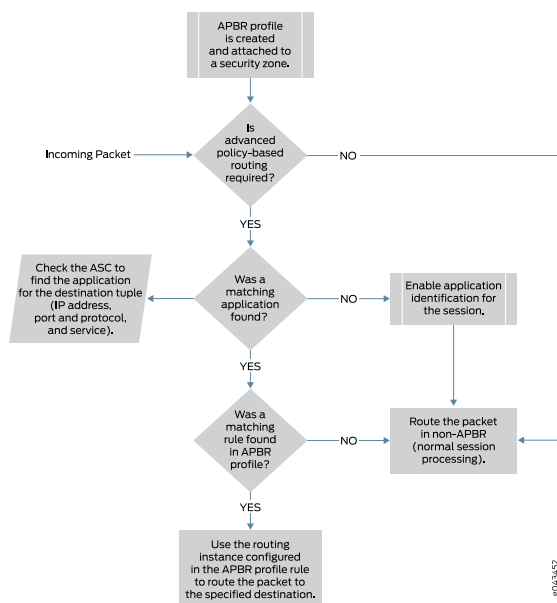 APBR profile
is created
and attached to
a security zone.
Incoming Packet
Is
advanced
policy-based
routing
required?
NO
YES
Check the ASC to
find the application
for the destination tuple
(IP address,
port and protocol,
and service).
Was a
matching
application
found?
NO
Enable application
identification for
the session.
YES
Was a
matching
rule found
in APBR
profile?
NO
Route the packet
in non-APBR
(normal session
processing).
YES
Use the routing
instance configured
in the APBR profile rule
to route the packet to
the specified destination.
g043452